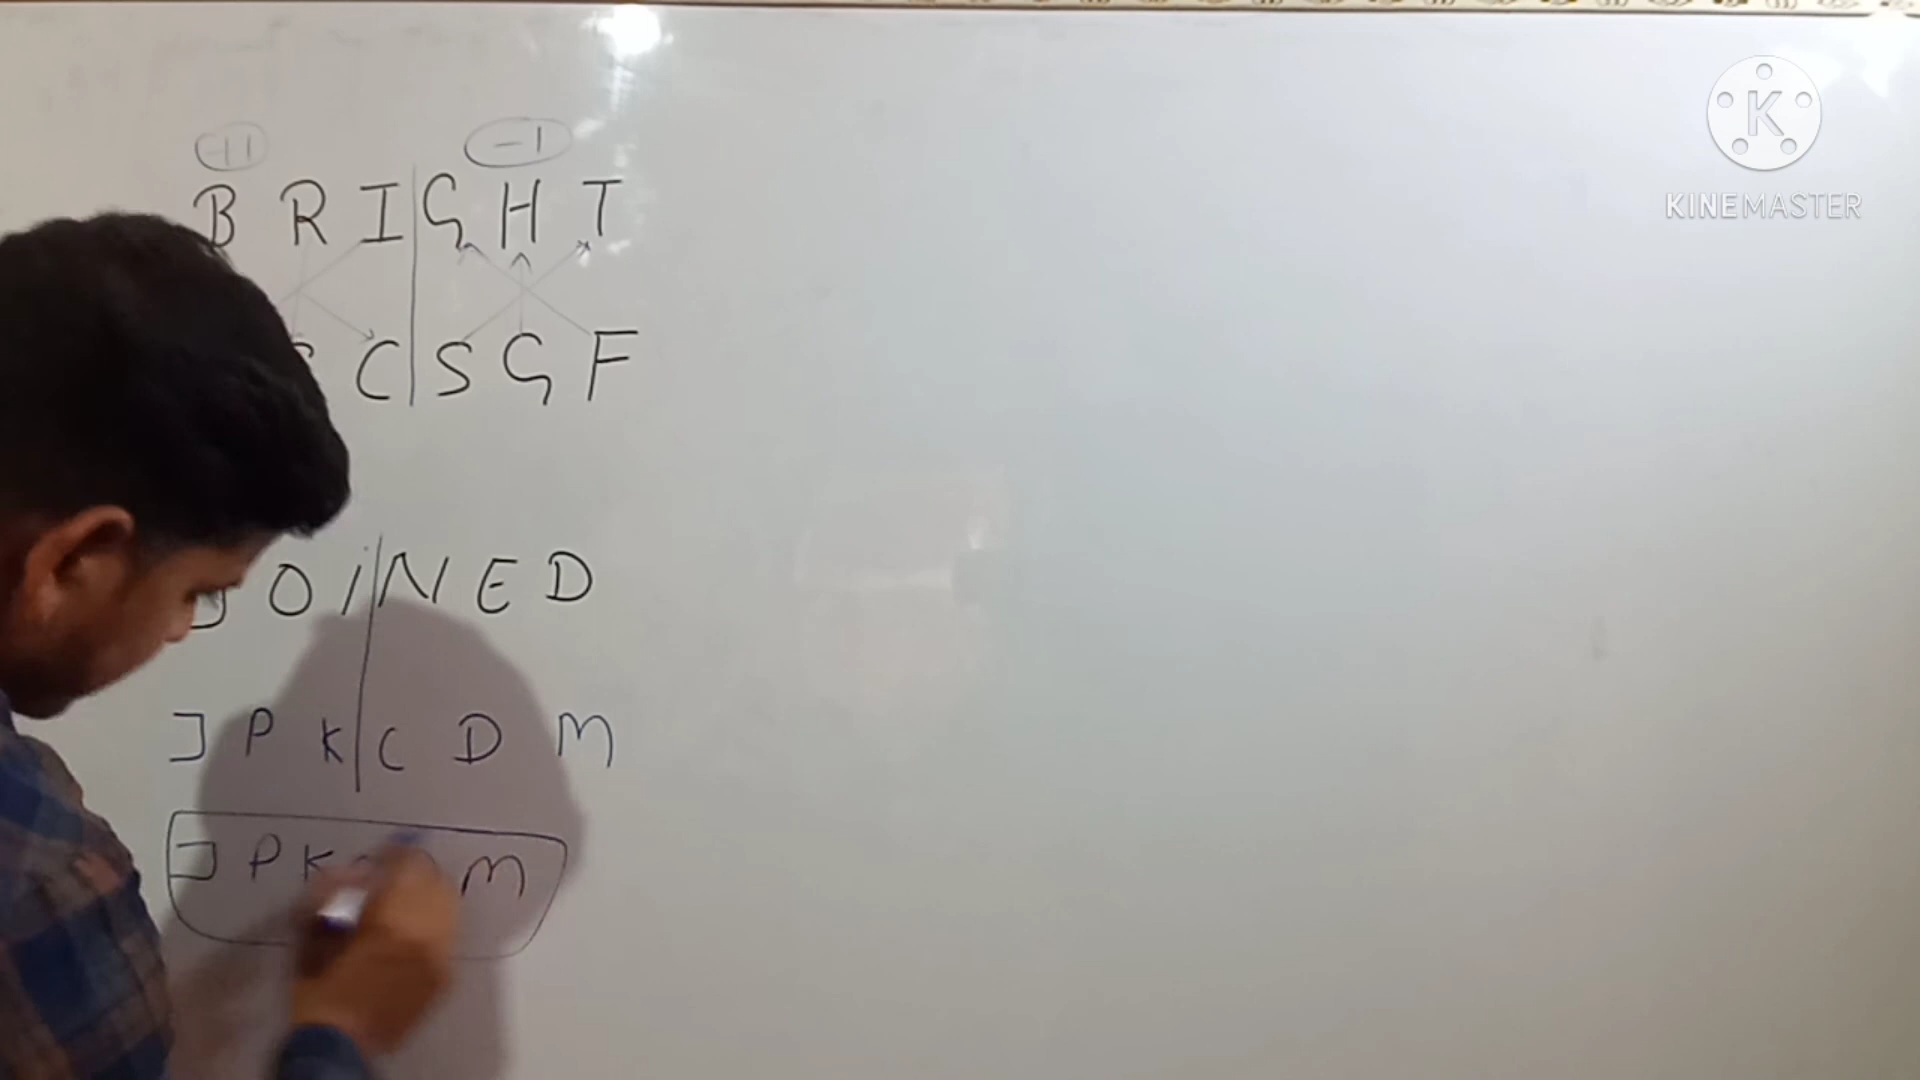 +1 -1
B R I G H T
C S G F
O I N E D
J P K C D M
J P K M
KINEMASTER